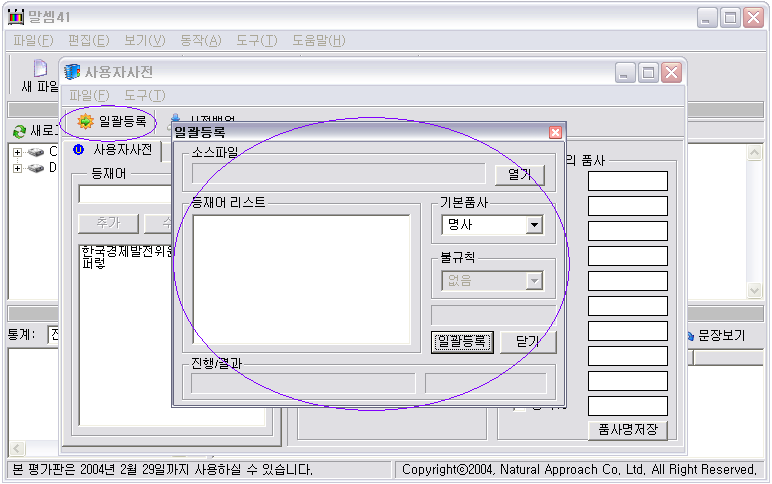 말셈41
파일(F) 편집(E) 보기(V) 동작(A) 도구(T) 도움말(H)
새 파일
사용자사전
파일(F) 도구(T)
일괄등록
새로
사용자사전
등재어
추가
한국경제발전위원
퍼렇
일괄등록
소스파일
열기
등재어 리스트
기본품사
명사
불규칙
없음
일괄등록 닫기
진행/결과
의 품사
품사명저장
통계:
문장보기
본 평가판은 2004년 2월 29일까지 사용하실 수 있습니다.
Copyright©2004, Natural Approach Co, Ltd, All Right Reserved,